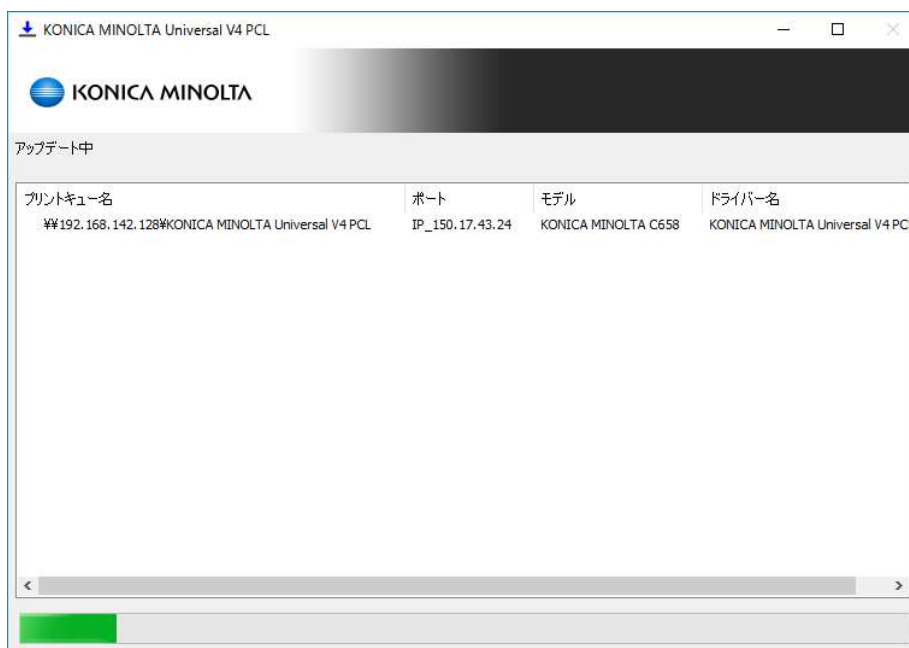 KONICA MINOLTA Universal V4 PCL
KONICA MINOLTA
アップデート中
プリントキュー名 ポート モデル ドライバー名
¥¥192.168.142.128¥KONICA MINOLTA Universal V4 PCL IP_150.17.43.24 KONICA MINOLTA C658 KONICA MINOLTA Universal V4 PC